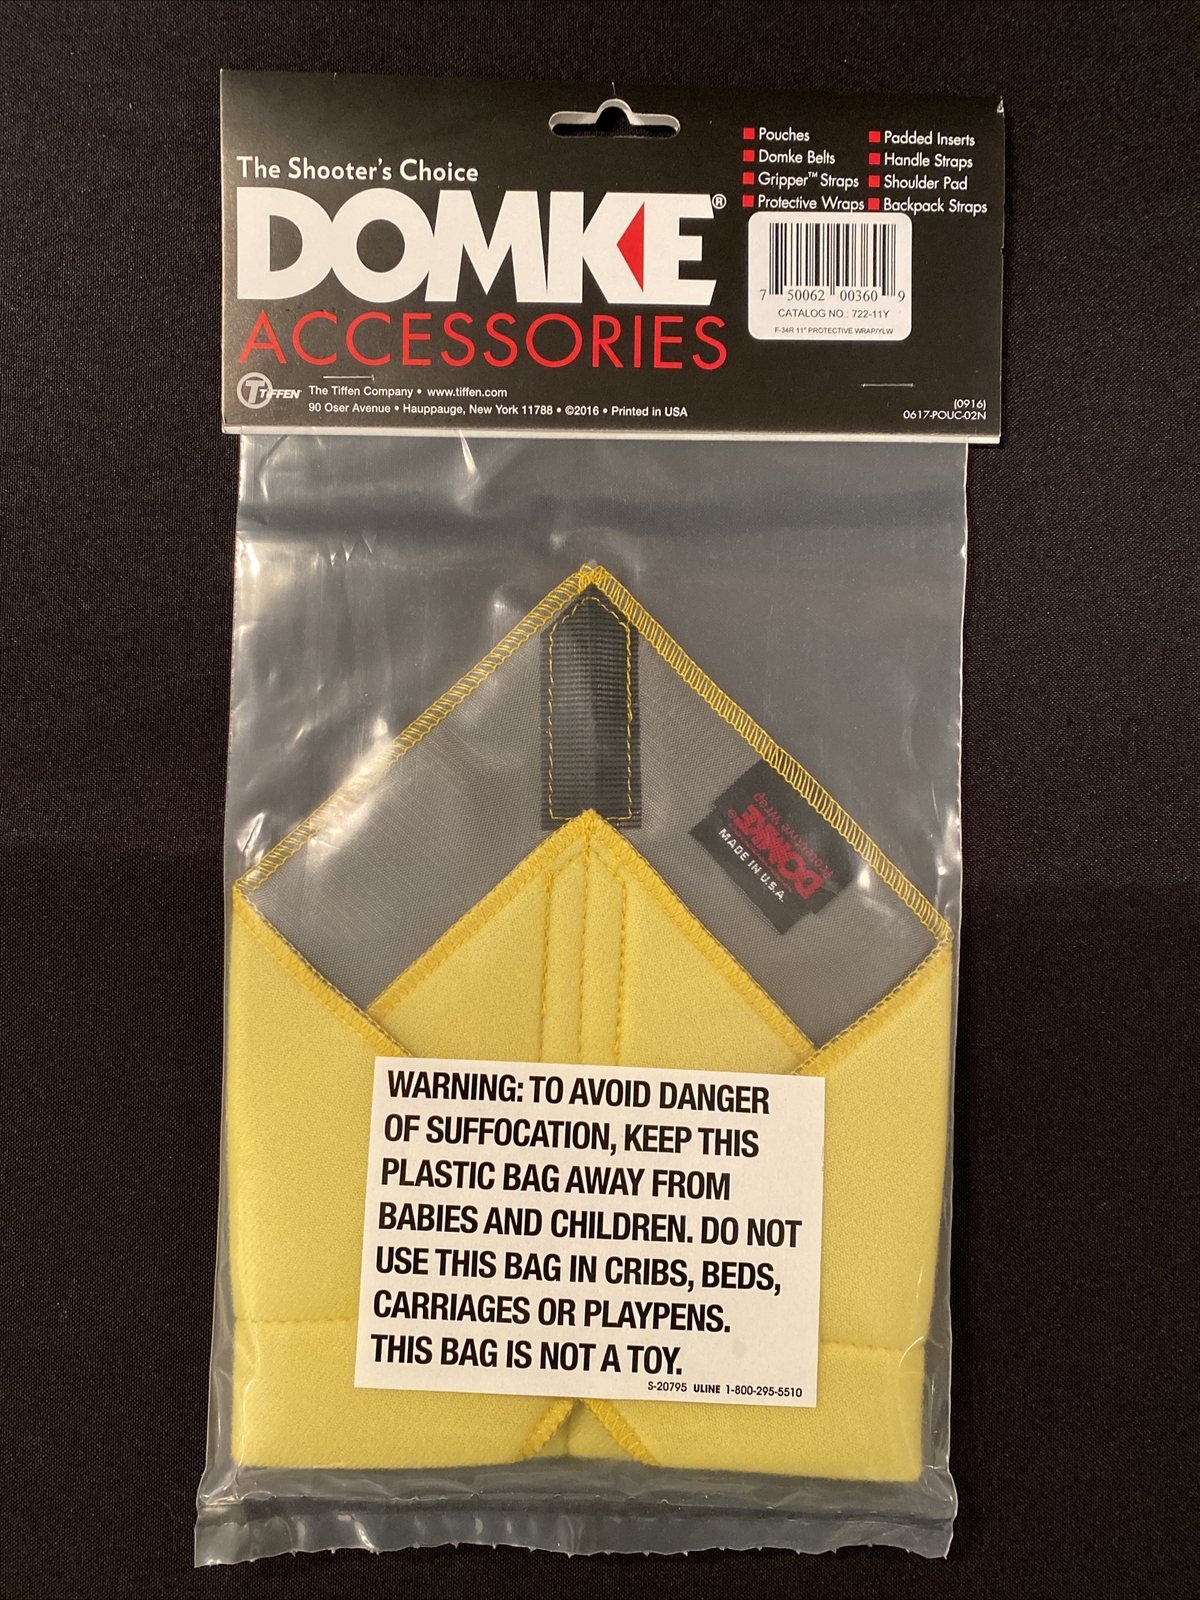 The Shooter's Choice
DOMKE®
ACCESSORIES
Pouches
Domke Belts
Gripper™ Straps
Protective Wraps
Padded Inserts
Handle Straps
Shoulder Pad
Backpack Straps
7 50062 00360 9
CATALOG NO.: 722-11Y
F-34R 11" PROTECTIVE WRAP/YLW
TIFFEN
The Tiffen Company • www.tiffen.com
90 Oser Avenue • Hauppauge, New York 11788 • ©2016 • Printed in USA
(0916)
0617-POUC-02N
Protective Wrap
DOMKE
MADE IN U.S.A.
WARNING: TO AVOID DANGER
OF SUFFOCATION, KEEP THIS
PLASTIC BAG AWAY FROM
BABIES AND CHILDREN. DO NOT
USE THIS BAG IN CRIBS, BEDS,
CARRIAGES OR PLAYPENS.
THIS BAG IS NOT A TOY.
S-20795 ULINE 1-800-295-5510